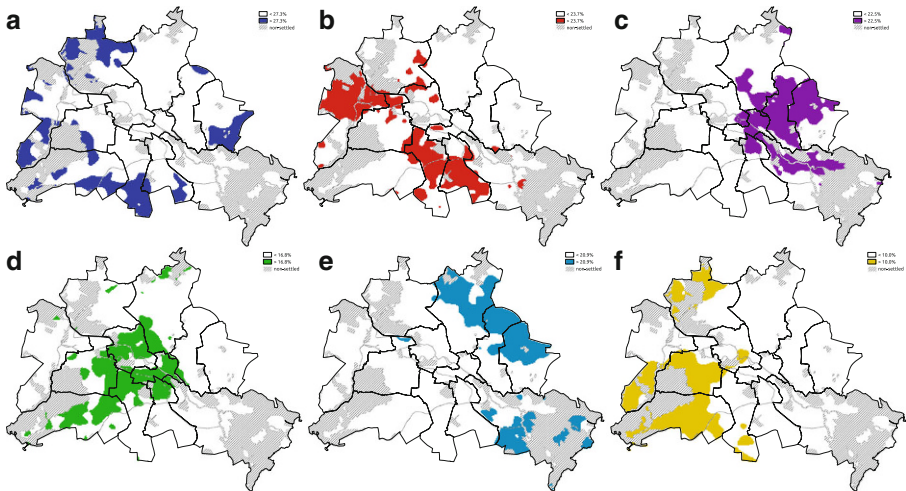 a
< 27.3%
> 27.3%
non-settled
b
< 23.7%
> 23.7%
non-settled
c
< 22.5%
> 22.5%
non-settled
d
< 16.8%
> 16.8%
non-settled
e
< 20.9%
> 20.9%
non-settled
f
< 10.0%
> 10.0%
non-settled